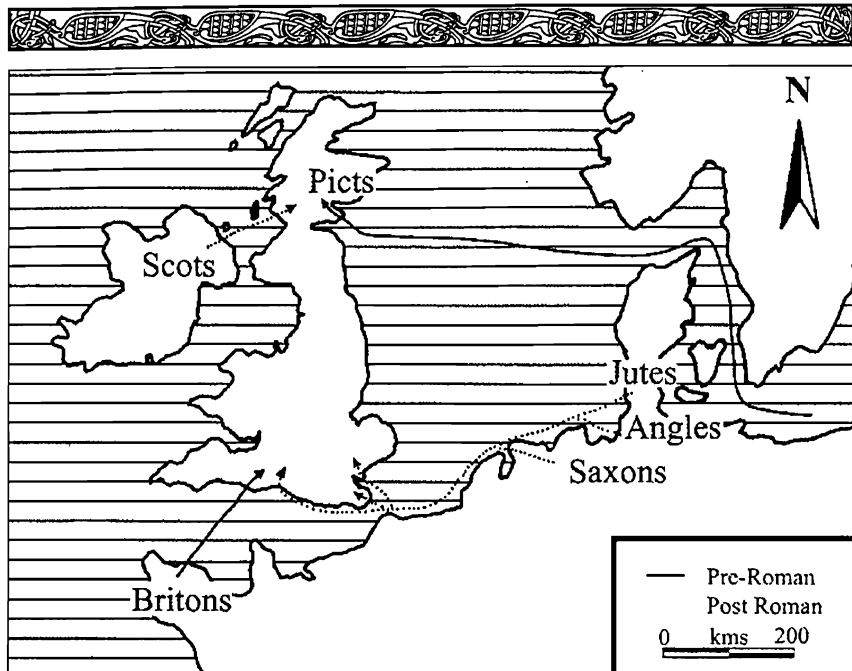 N
Picts
Scots
Jutes
Angles
Saxons
Britons
Pre-Roman
Post Roman
0 kms 200